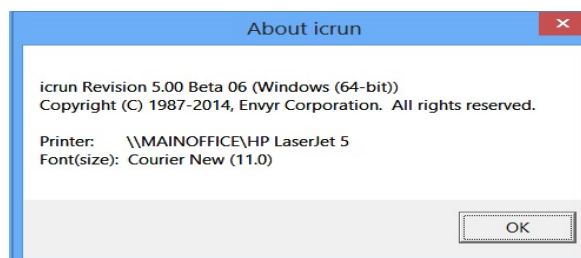 About icrun
icrun Revision 5.00 Beta 06 (Windows (64-bit))
Copyright (C) 1987-2014, Envyr Corporation.  All rights reserved.
Printer: \\MAINOFFICE\HP LaserJet 5
Font(size): Courier New (11.0)
OK